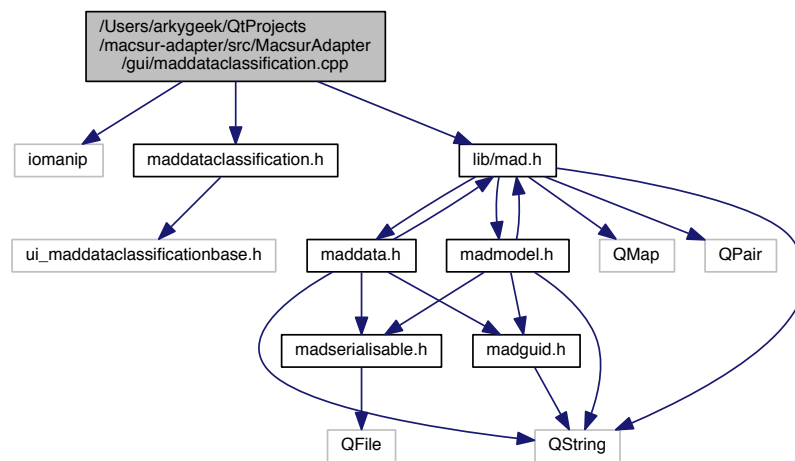 /Users/arkygeek/QtProjects
/macsur-adapter/src/MacsurAdapter
/gui/maddataclassification.cpp
iomanip
maddataclassification.h
lib/mad.h
ui_maddataclassificationbase.h
maddata.h
madmodel.h
QMap
QPair
madserialisable.h
madguid.h
QFile
QString